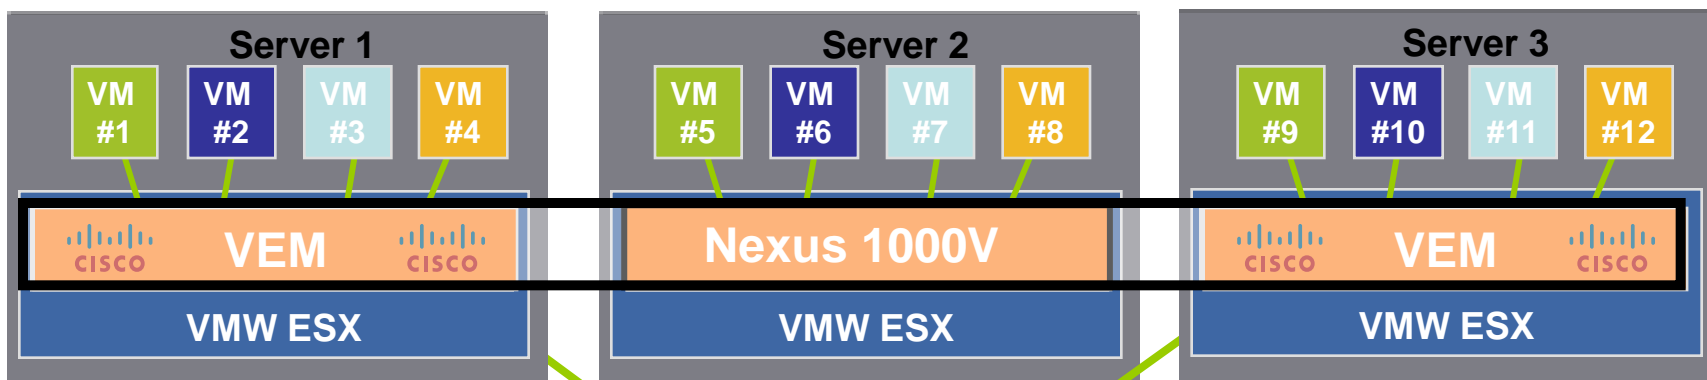 Server 1
VM
#1
VM
#2
VM
#3
VM
#4
CISCO
VEM
CISCO
VMW ESX
Server 2
VM
#5
VM
#6
VM
#7
VM
#8
Nexus 1000V
VMW ESX
Server 3
VM
#9
VM
#10
VM
#11
VM
#12
CISCO
VEM
CISCO
VMW ESX